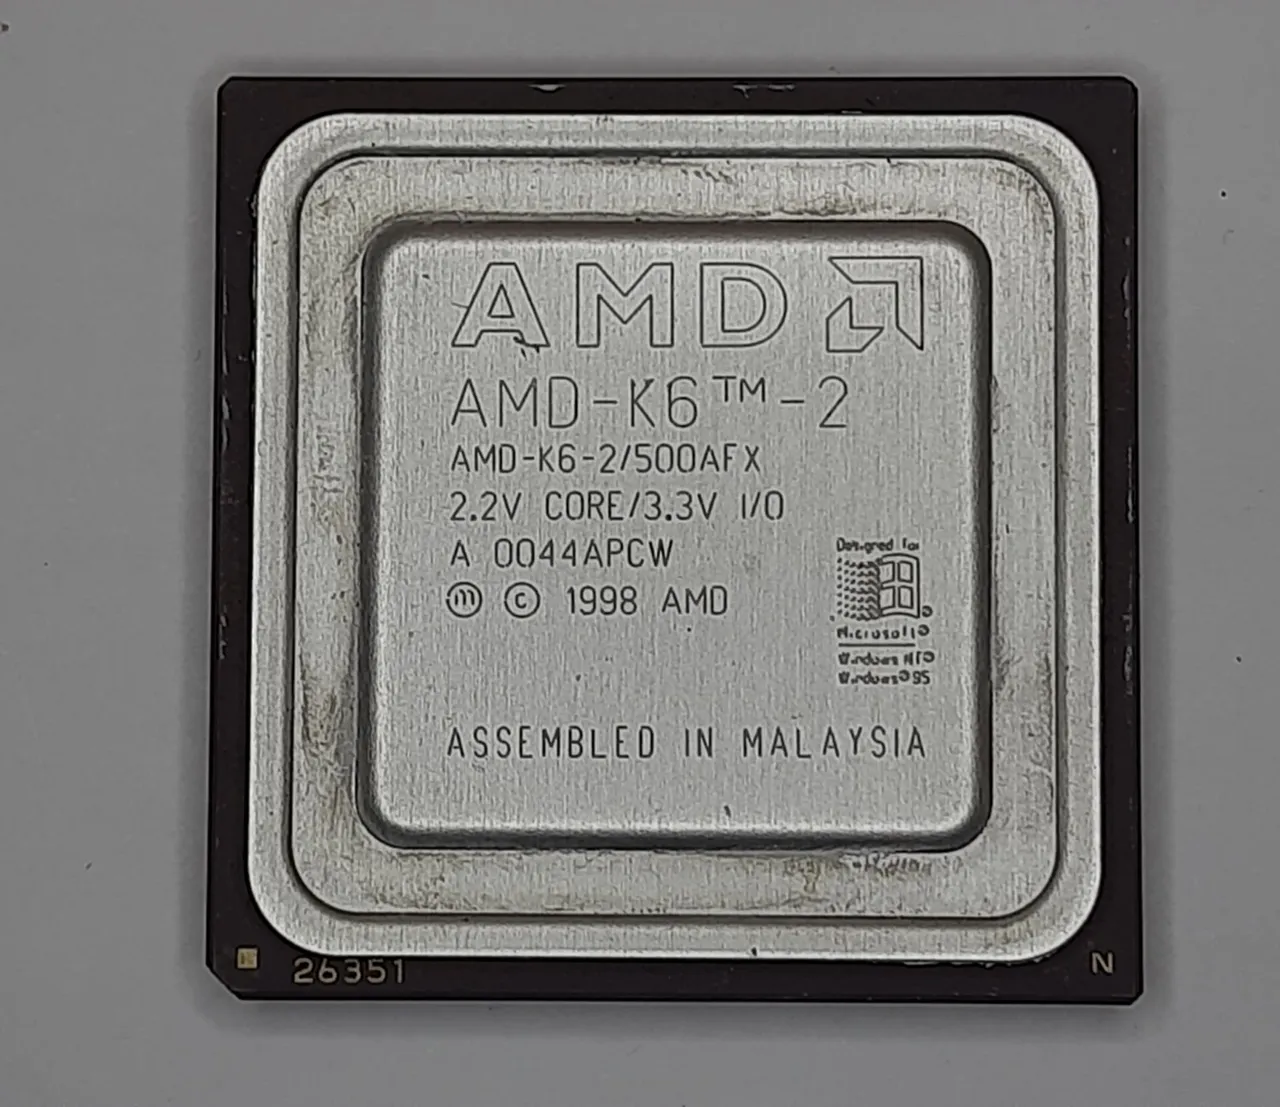 AMD
AMD-K6™-2
AMD-K6-2/500AFX
2.2V CORE/3.3V I/O
A 0044APCW
ⓜ © 1998 AMD
Designed for
Microsoft®
Windows NT®
Windows®95
ASSEMBLED IN MALAYSIA
26351 N